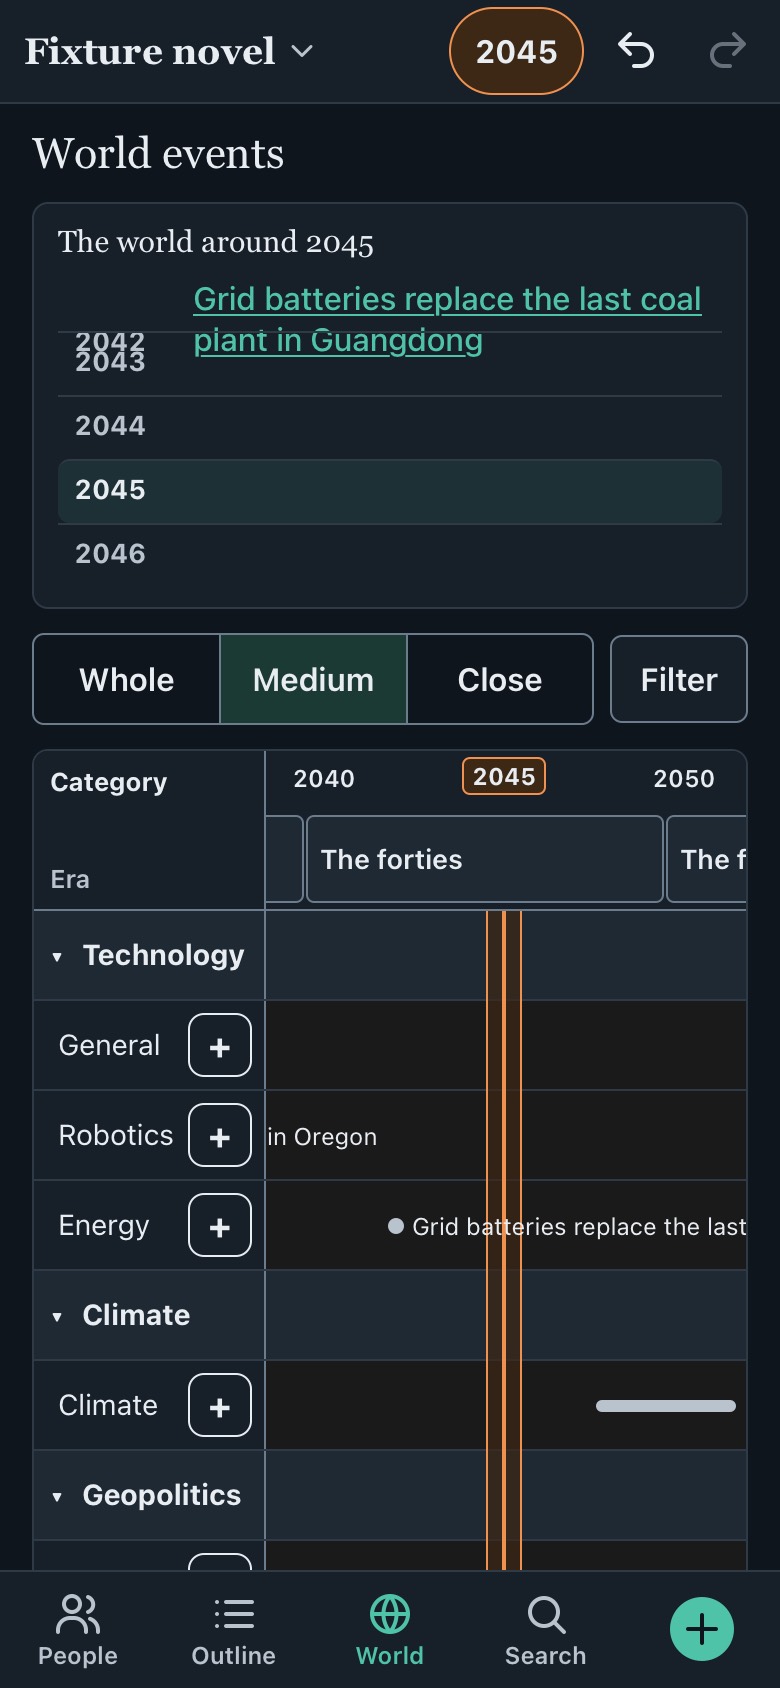 Fixture novel
2045
World events
The world around 2045
Grid batteries replace the last coal
plant in Guangdong
2042
2043
2044
2045
2046
Whole Medium Close Filter
Category
2040 2045 2050
Era
The forties The f
Technology
General +
Robotics + in Oregon
Energy + Grid batteries replace the last
Climate
Climate +
Geopolitics
People Outline World Search